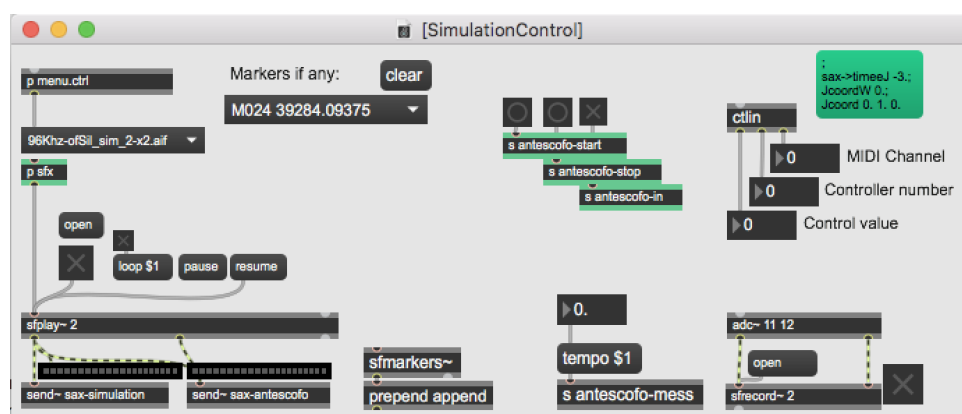 [SimulationControl]
p menu.ctrl
Markers if any:
clear
M024 39284.09375
96Khz-ofSil_sim_2-x2.aif
p sfx
open
loop $1
pause
resume
sfplay~ 2
send~ sax-simulation
send~ sax-antescofo
sfmarkers~
prepend append
s antescofo-start
s antescofo-stop
s antescofo-in
0.
tempo $1
s antescofo-mess
;
sax->timeeJ -3.;
JcoordW 0.;
Jcoord 0. 1. 0.
ctlin
0
MIDI Channel
0
Controller number
0
Control value
adc~ 11 12
open
sfrecord~ 2